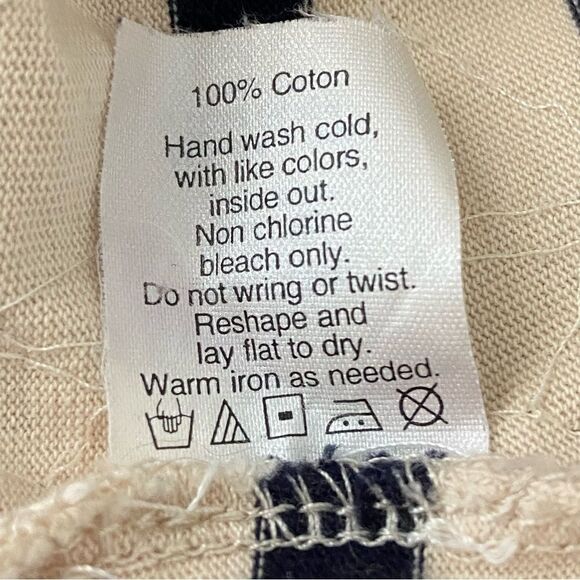 100% Coton
Hand wash cold,
with like colors,
inside out.
Non chlorine
bleach only.
Do not wring or twist.
Reshape and
lay flat to dry.
Warm iron as needed.